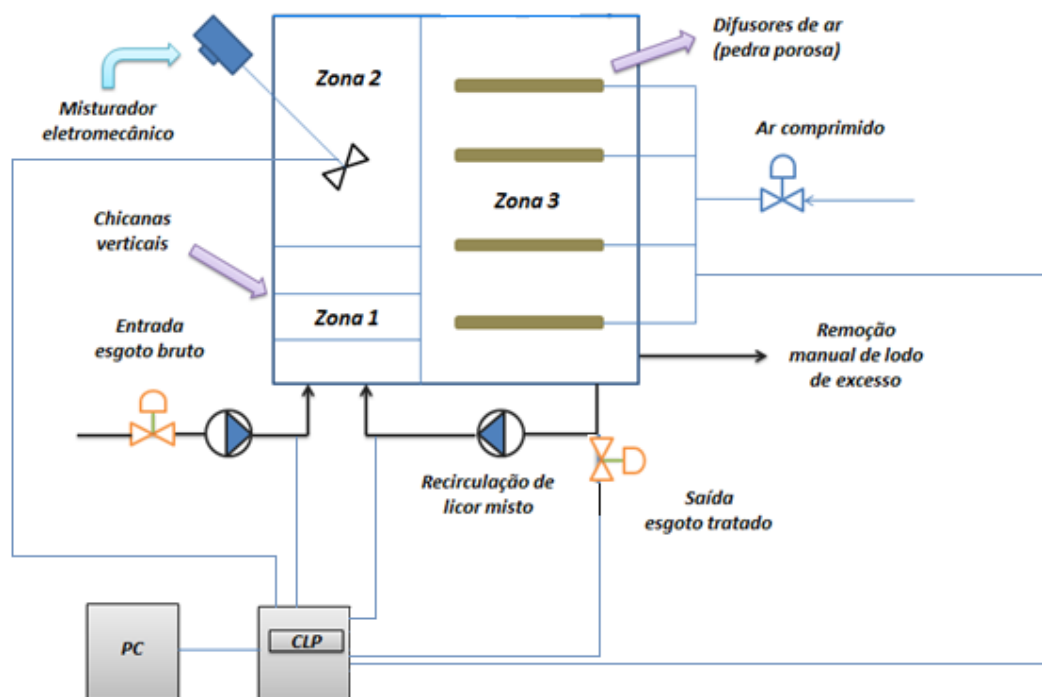 Difusores de ar
(pedra porosa)
Zona 2
Misturador
eletromecânico
Ar comprimido
Zona 3
Chicanas
verticais
Zona 1
Entrada
esgoto bruto
Remoção
manual de lodo
de excesso
Recirculação de
licor misto
Saída
esgoto tratado
PC
CLP